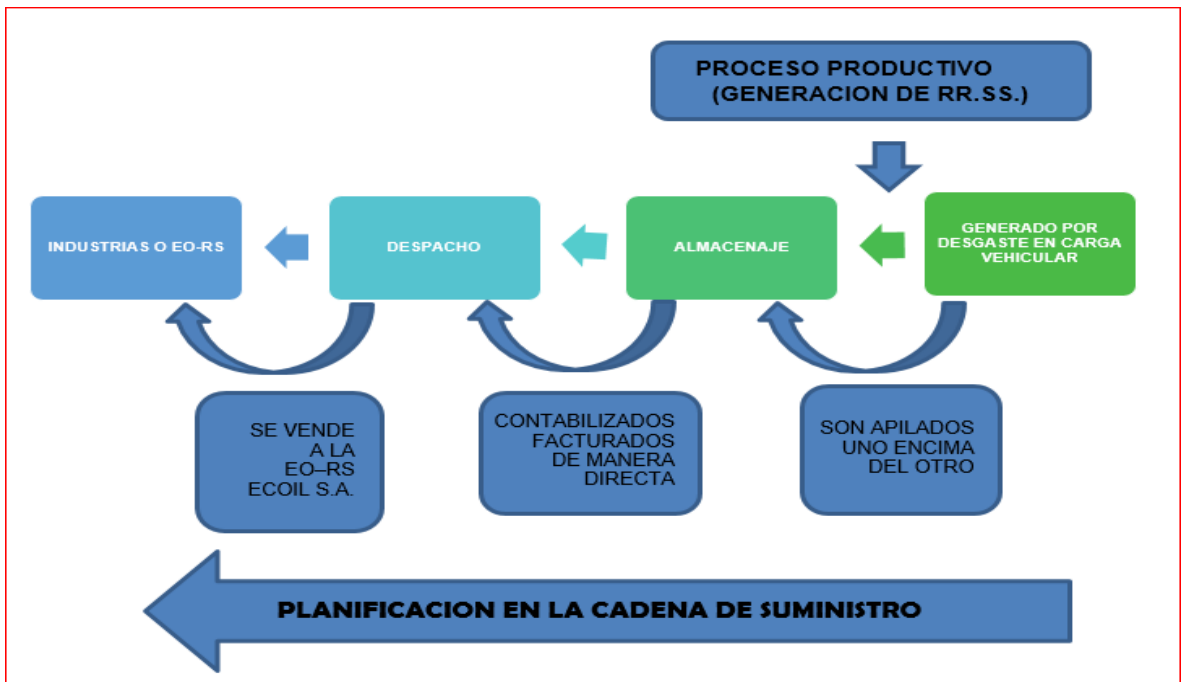 PROCESO PRODUCTIVO
(GENERACION DE RR.SS.)
INDUSTRIAS O EO-RS
DESPACHO
ALMACENAJE
GENERADO POR
DESGASTE EN CARGA
VEHICULAR
SE VENDE
A LA
EO–RS
ECOIL S.A.
CONTABILIZADOS
FACTURADOS
DE MANERA
DIRECTA
SON APILADOS
UNO ENCIMA
DEL OTRO
PLANIFICACION EN LA CADENA DE SUMINISTRO